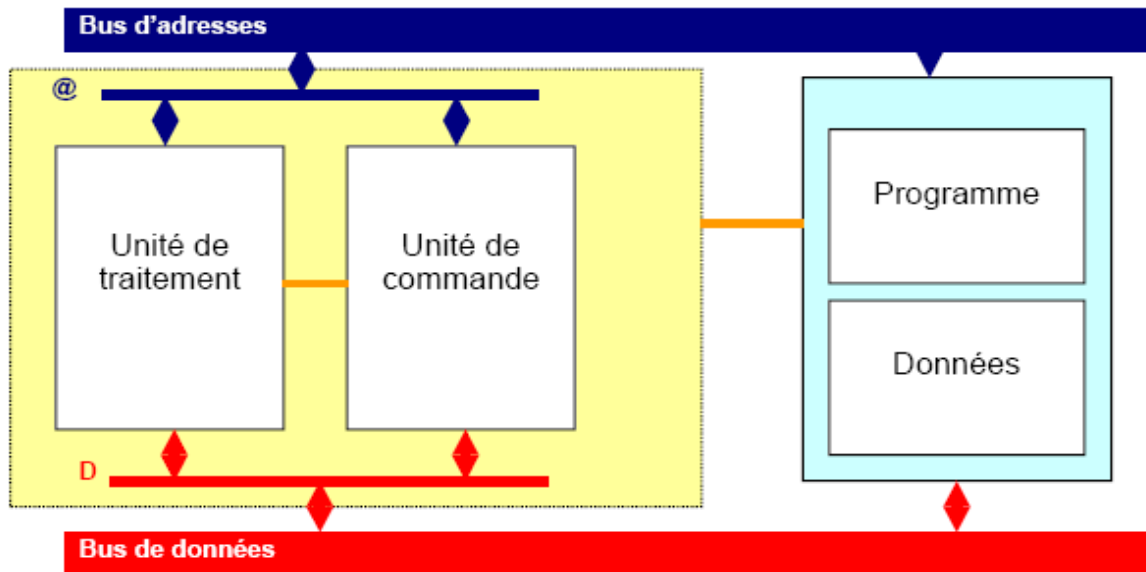 Bus d’adresses
@
Unité de
traitement
Unité de
commande
Programme
Données
D
Bus de données